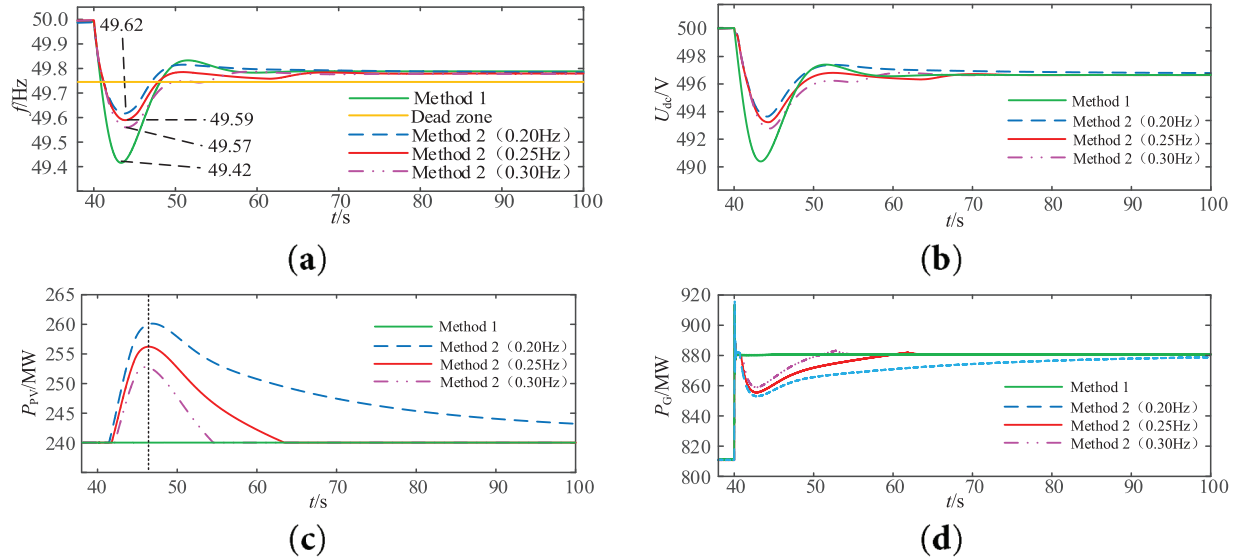 50.0
49.9
49.8
49.7
49.6
49.5
49.4
f/Hz
49.62
49.59
49.57
49.42
Method 1
Dead zone
Method 2（0.20Hz）
Method 2（0.25Hz）
Method 2（0.30Hz）
40 50 60 70 80 90 100
t/s
(a)
500
498
496
494
492
490
Udc/V
Method 1
Method 2（0.20Hz）
Method 2（0.25Hz）
Method 2（0.30Hz）
40 50 60 70 80 90 100
t/s
(b)
265
260
255
250
245
240
PPV/MW
Method 1
Method 2（0.20Hz）
Method 2（0.25Hz）
Method 2（0.30Hz）
40 50 60 70 80 90 100
t/s
(c)
920
900
880
860
840
820
800
PG/MW
Method 1
Method 2（0.20Hz）
Method 2（0.25Hz）
Method 2（0.30Hz）
40 50 60 70 80 90 100
t/s
(d)